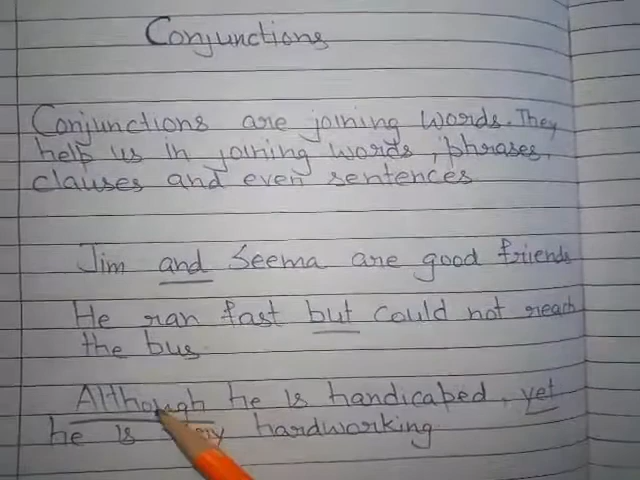 Conjunctions
Conjunctions are joining words. They
help us in joining words, phrases,
clauses and even sentences
Jim and Seema are good friends
He ran fast but could not reach
the bus
Although he is handicaped, yet
he is hardworking